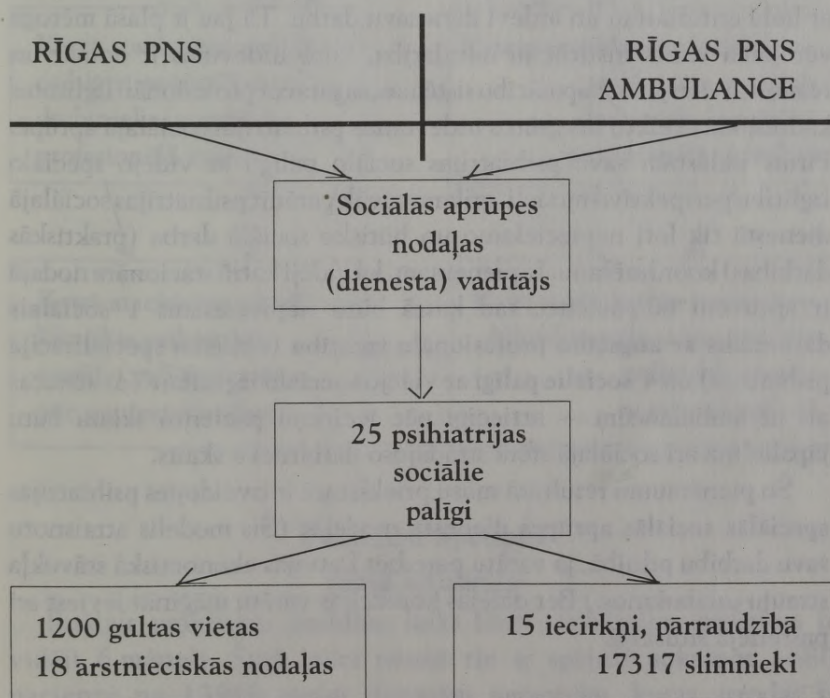 RĪGAS PNS
RĪGAS PNS
AMBULANCE
Sociālās aprūpes
nodaļas
(dienesta) vadītājs
25 psihiatrijas
sociālie
palīgi
1200 gultas vietas
18 ārstnieciskās nodaļas
15 iecirkņi, pārraudzībā
17317 slimnieki